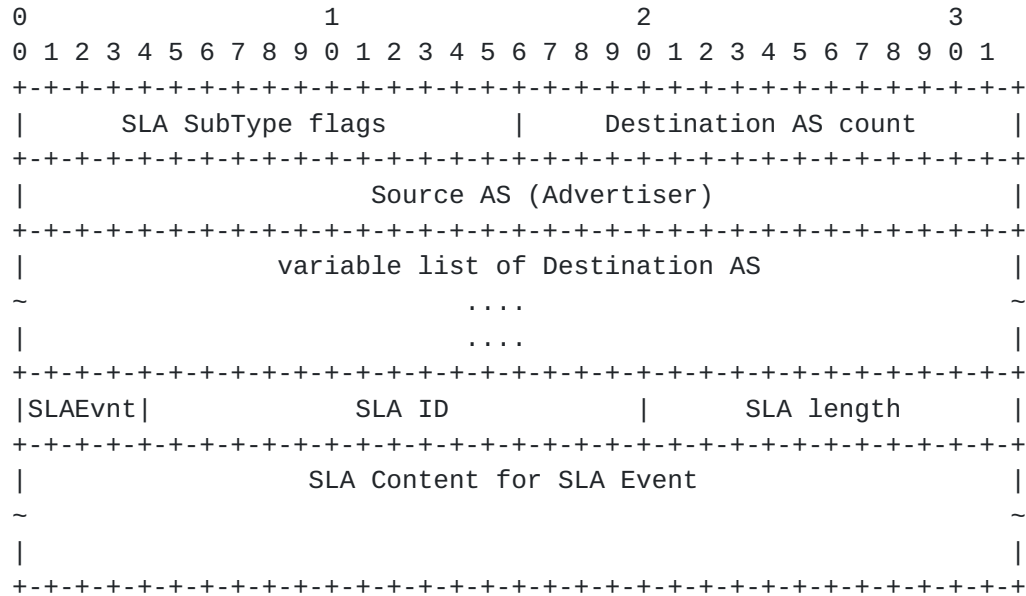 0                   1                   2                   3
0 1 2 3 4 5 6 7 8 9 0 1 2 3 4 5 6 7 8 9 0 1 2 3 4 5 6 7 8 9 0 1
+-+-+-+-+-+-+-+-+-+-+-+-+-+-+-+-+-+-+-+-+-+-+-+-+-+-+-+-+-+-+-+-+
|      SLA SubType flags        |     Destination AS count      |
+-+-+-+-+-+-+-+-+-+-+-+-+-+-+-+-+-+-+-+-+-+-+-+-+-+-+-+-+-+-+-+-+
|                      Source AS (Advertiser)                   |
+-+-+-+-+-+-+-+-+-+-+-+-+-+-+-+-+-+-+-+-+-+-+-+-+-+-+-+-+-+-+-+-+
|                variable list of Destination AS                |
~                            ....                               ~
|                            ....                               |
+-+-+-+-+-+-+-+-+-+-+-+-+-+-+-+-+-+-+-+-+-+-+-+-+-+-+-+-+-+-+-+-+
|SLAEvnt|             SLA ID            |      SLA length       |
+-+-+-+-+-+-+-+-+-+-+-+-+-+-+-+-+-+-+-+-+-+-+-+-+-+-+-+-+-+-+-+-+
|                  SLA Content for SLA Event                    |
~                                                               ~
|                                                               |
+-+-+-+-+-+-+-+-+-+-+-+-+-+-+-+-+-+-+-+-+-+-+-+-+-+-+-+-+-+-+-+-+